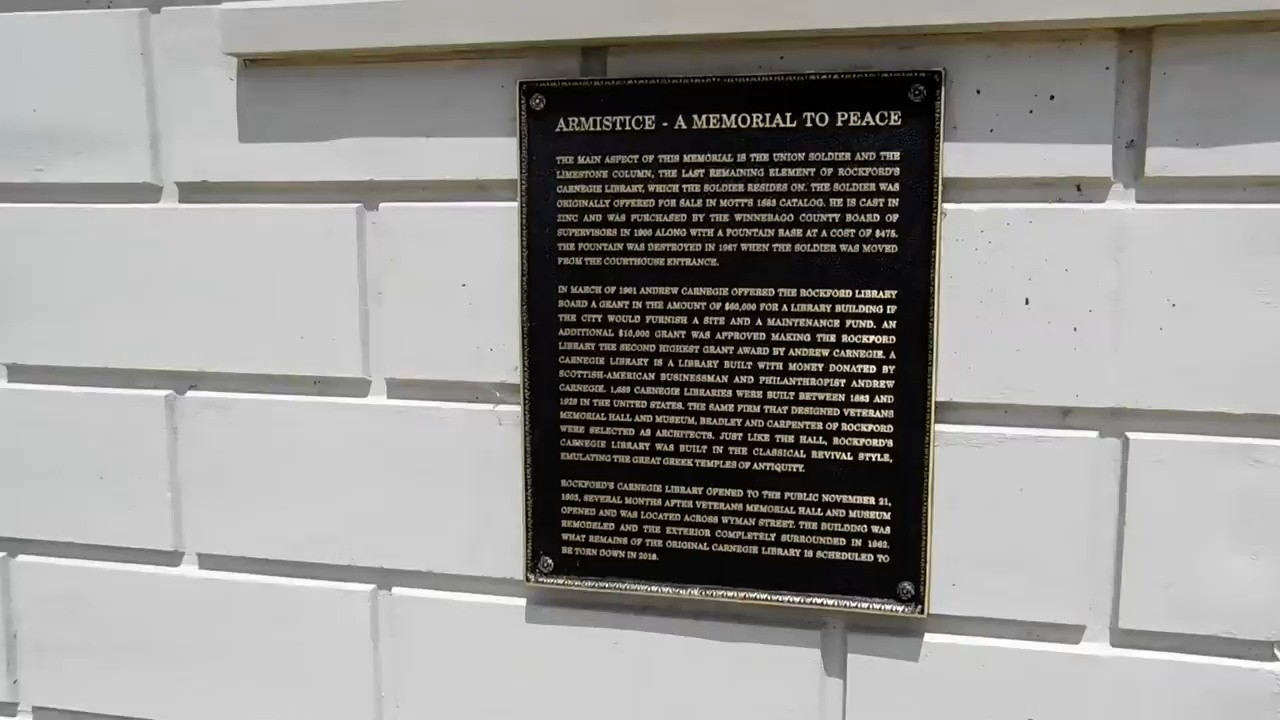 ARMISTICE - A MEMORIAL TO PEACE
THE MAIN ASPECT OF THIS MEMORIAL IS THE UNION SOLDIER AND THE
LIMESTONE COLUMN, THE LAST REMAINING ELEMENT OF ROCKFORD'S
CARNEGIE LIBRARY, WHICH THE SOLDIER RESIDES ON. THE SOLDIER WAS
ORIGINALLY OFFERED FOR SALE IN MOTT'S 1883 CATALOG. HE IS CAST IN
ZINC AND WAS PURCHASED BY THE WINNEBAGO COUNTY BOARD OF
SUPERVISORS IN 1900 ALONG WITH A FOUNTAIN BASE AT A COST OF $475.
THE FOUNTAIN WAS DESTROYED IN 1967 WHEN THE SOLDIER WAS MOVED
FROM THE COURTHOUSE ENTRANCE.
IN MARCH OF 1901 ANDREW CARNEGIE OFFERED THE ROCKFORD LIBRARY
BOARD A GRANT IN THE AMOUNT OF $60,000 FOR A LIBRARY BUILDING IF
THE CITY WOULD FURNISH A SITE AND A MAINTENANCE FUND. AN
ADDITIONAL $10,000 GRANT WAS APPROVED MAKING THE ROCKFORD
LIBRARY THE SECOND HIGHEST GRANT AWARD BY ANDREW CARNEGIE. A
CARNEGIE LIBRARY IS A LIBRARY BUILT WITH MONEY DONATED BY
SCOTTISH-AMERICAN BUSINESSMAN AND PHILANTHROPIST ANDREW
CARNEGIE. 1,689 CARNEGIE LIBRARIES WERE BUILT BETWEEN 1883 AND
1929 IN THE UNITED STATES. THE SAME FIRM THAT DESIGNED VETERANS
MEMORIAL HALL AND MUSEUM, BRADLEY AND CARPENTER OF ROCKFORD
WERE SELECTED AS ARCHITECTS. JUST LIKE THE HALL, ROCKFORD'S
CARNEGIE LIBRARY WAS BUILT IN THE CLASSICAL REVIVAL STYLE,
EMULATING THE GREAT GREEK TEMPLES OF ANTIQUITY.
ROCKFORD'S CARNEGIE LIBRARY OPENED TO THE PUBLIC NOVEMBER 21,
1903, SEVERAL MONTHS AFTER VETERANS MEMORIAL HALL AND MUSEUM
OPENED AND WAS LOCATED ACROSS WYMAN STREET. THE BUILDING WAS
REMODELED AND THE EXTERIOR COMPLETELY SURROUNDED IN 1962.
WHAT REMAINS OF THE ORIGINAL CARNEGIE LIBRARY IS SCHEDULED TO
BE TORN DOWN IN 2018.